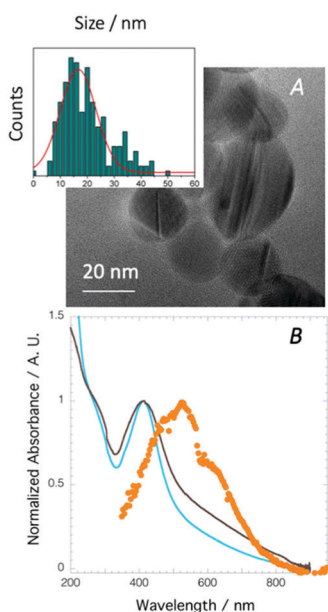 Size / nm
Counts
0 10 20 30 40 50 60
A
20 nm
B
Normalized Absorbance / A. U.
1.5
1
0.5
0
200 400 600 800
Wavelength / nm